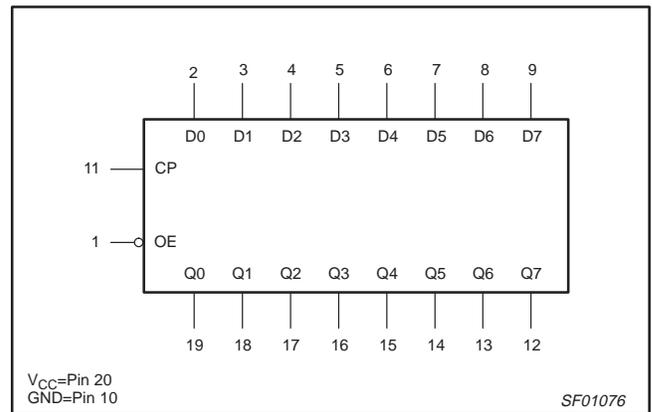 2 3 4 5 6 7 8 9
D0 D1 D2 D3 D4 D5 D6 D7
11 CP
1 OE
Q0 Q1 Q2 Q3 Q4 Q5 Q6 Q7
19 18 17 16 15 14 13 12
VCC=Pin 20
GND=Pin 10
SF01076